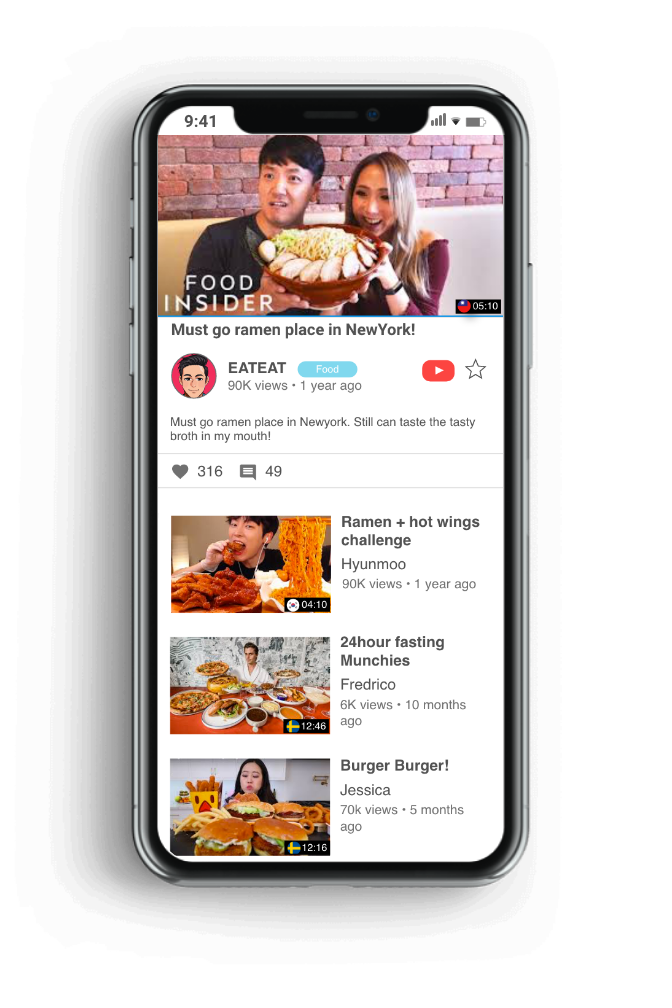 9:41
FOOD
INSIDER
05:10
Must go ramen place in NewYork!
EATEAT Food
90K views • 1 year ago
Must go ramen place in Newyork. Still can taste the tasty
broth in my mouth!
316 49
Ramen + hot wings
challenge
Hyunmoo
90K views • 1 year ago
04:10
24hour fasting
Munchies
Fredrico
6K views • 10 months
ago
12:46
Burger Burger!
Jessica
70k views • 5 months
ago
12:16